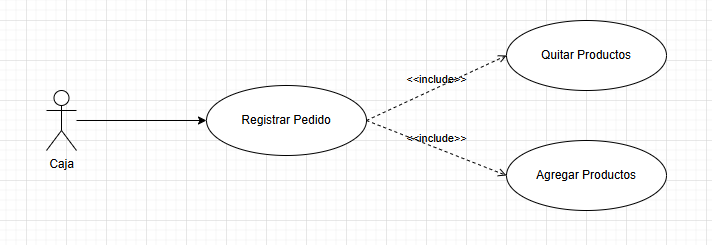 Quitar Productos
<<include>>
Registrar Pedido
<<include>>
Caja
Agregar Productos